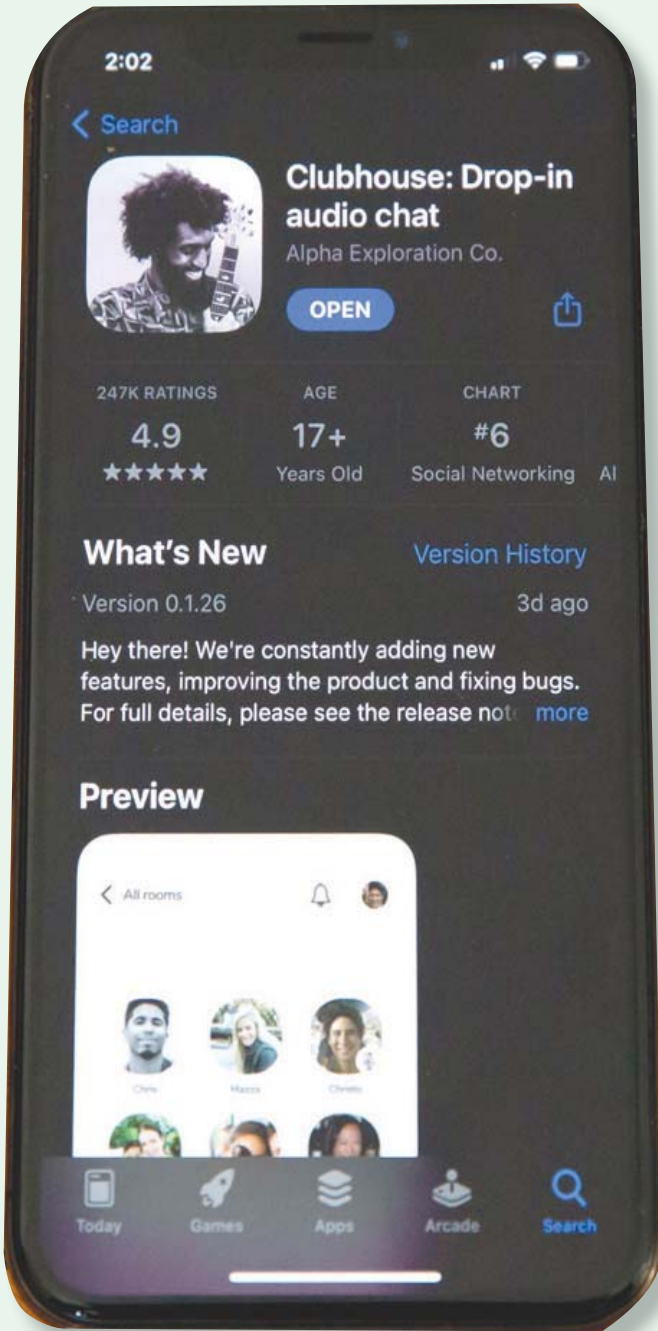 2:02
Search
Clubhouse: Drop-in
audio chat
Alpha Exploration Co.
OPEN
247K RATINGS
AGE
CHART
4.9
17+
#6
Years Old
Social Networking
Al
What's New
Version History
Version 0.1.26
3d ago
Hey there! We're constantly adding new
features, improving the product and fixing bugs.
For full details, please see the release not more
Preview
All rooms
Chris
Christo
Today
Games
Apps
Arcade
Search